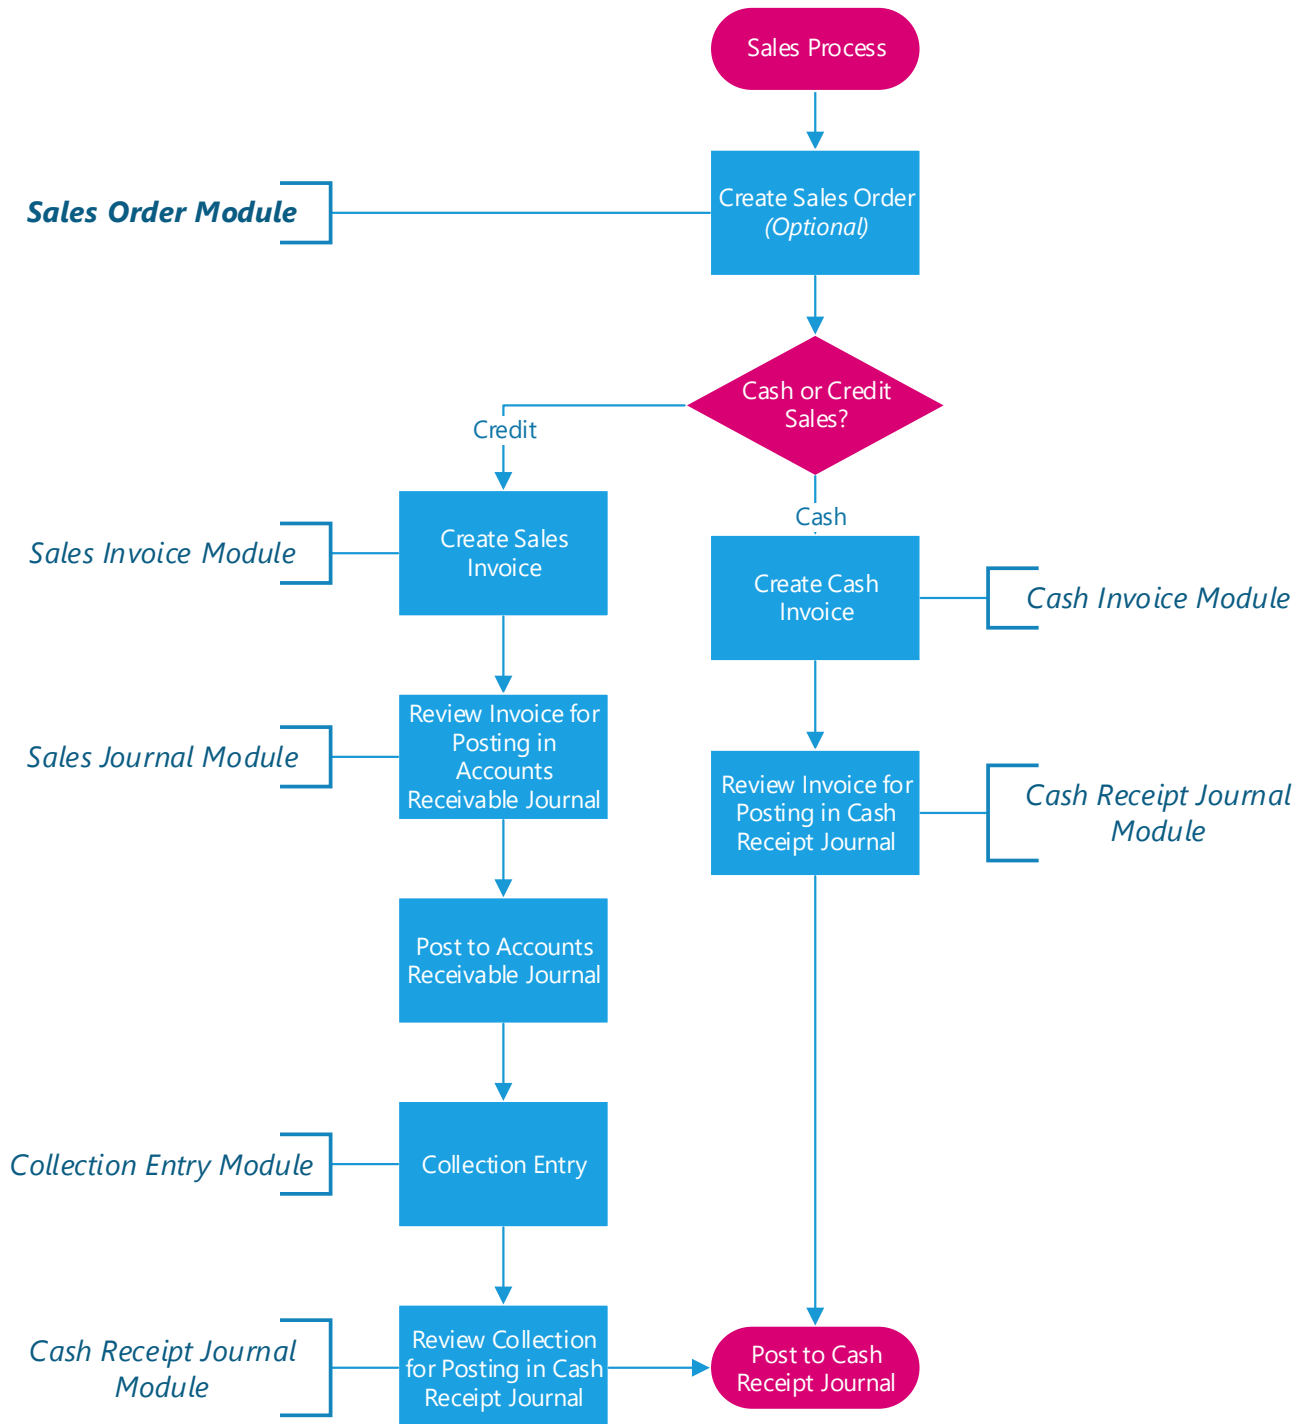 Sales Process
Create Sales Order
(Optional)
Sales Order Module
Cash or Credit
Sales?
Credit
Cash
Create Sales
Invoice
Sales Invoice Module
Create Cash
Invoice
Cash Invoice Module
Review Invoice for
Posting in
Accounts
Receivable Journal
Sales Journal Module
Review Invoice for
Posting in Cash
Receipt Journal
Cash Receipt Journal
Module
Post to Accounts
Receivable Journal
Collection Entry
Collection Entry Module
Review Collection
for Posting in Cash
Receipt Journal
Cash Receipt Journal
Module
Post to Cash
Receipt Journal